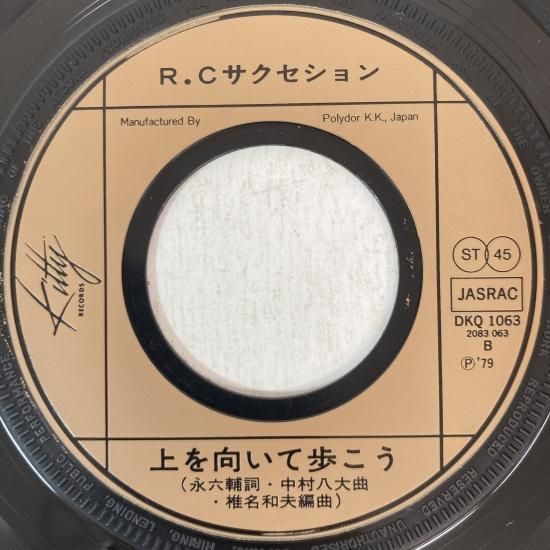 R.Cサクセション
Manufactured By
Polydor K.K., Japan
Kitty
RECORDS
ST 45
JASRAC
DKQ 1063
2083 063
B
Ⓟ'79
上を向いて歩こう
(永六輔詞・中村八大曲
・椎名和夫編曲)